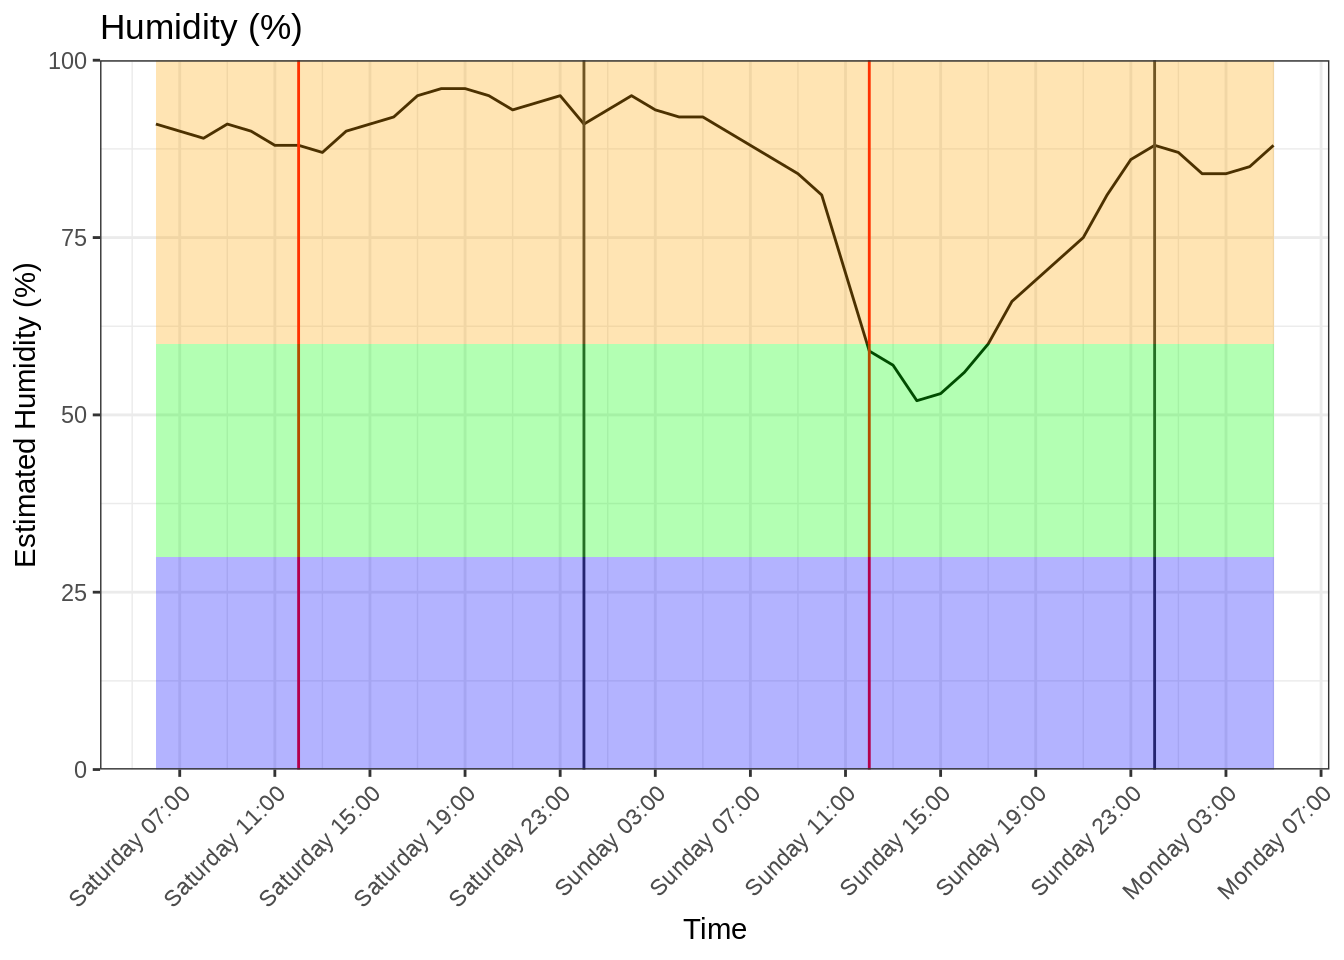 Humidity (%)
100
75
50
25
0
Estimated Humidity (%)
Saturday 07:00
Saturday 11:00
Saturday 15:00
Saturday 19:00
Saturday 23:00
Sunday 03:00
Sunday 07:00
Sunday 11:00
Sunday 15:00
Sunday 19:00
Sunday 23:00
Monday 03:00
Monday 07:00
Time